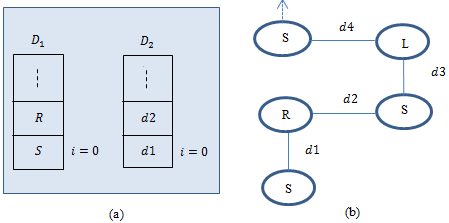 D₁ D₂
R d2
S i = 0 d1 i = 0
(a)
S d4 L
d3
R d2 S
d1
S
(b)